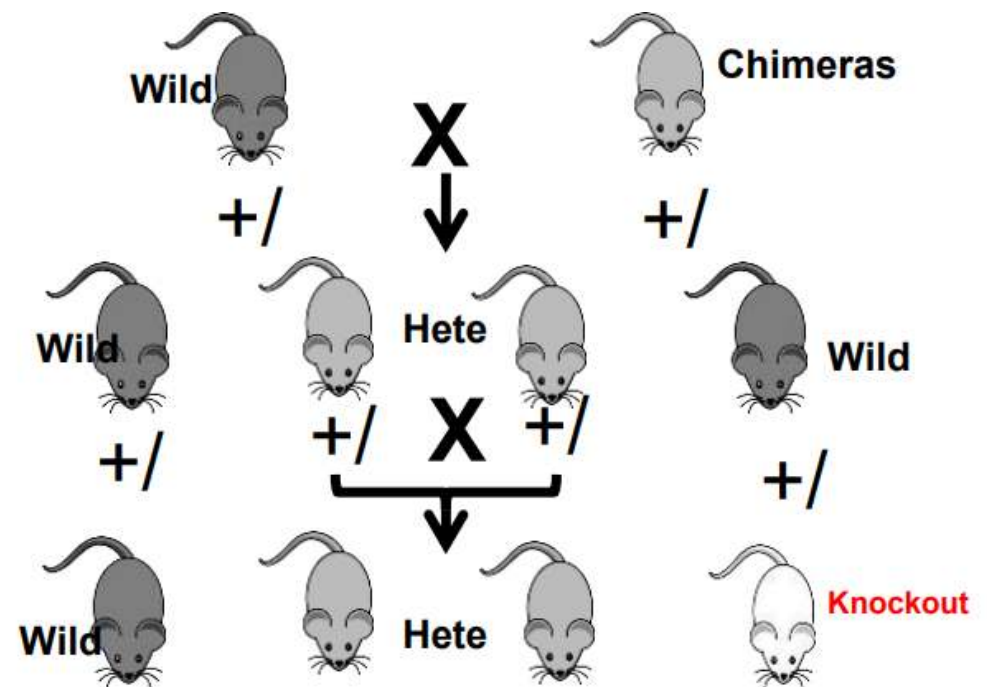 Wild
Chimeras
X
+/
+/
Wild
Hete
Wild
+/
+/
X
+/
+/
Wild
Hete
Knockout